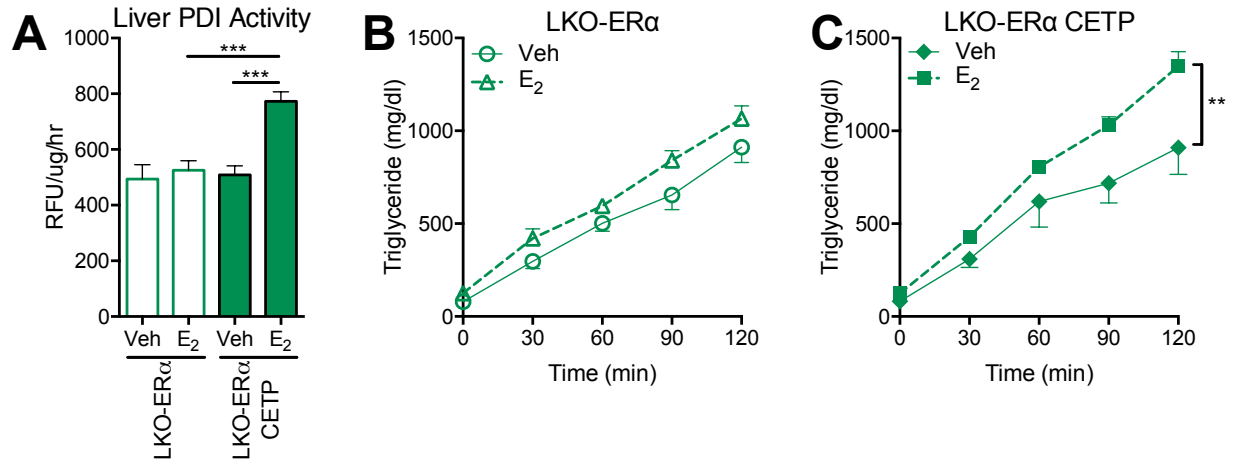 A
Liver PDI Activity
1000
800
600
400
200
0
RFU/ug/hr
***
***
Veh
E2
Veh
E2
LKO-ERα
LKO-ERα
CETP
B
LKO-ERα
Veh
E2
1500
1000
500
0
Triglyceride (mg/dl)
0 30 60 90 120
Time (min)
C
LKO-ERα CETP
Veh
E2
1500
1000
500
0
Triglyceride (mg/dl)
**
0 30 60 90 120
Time (min)